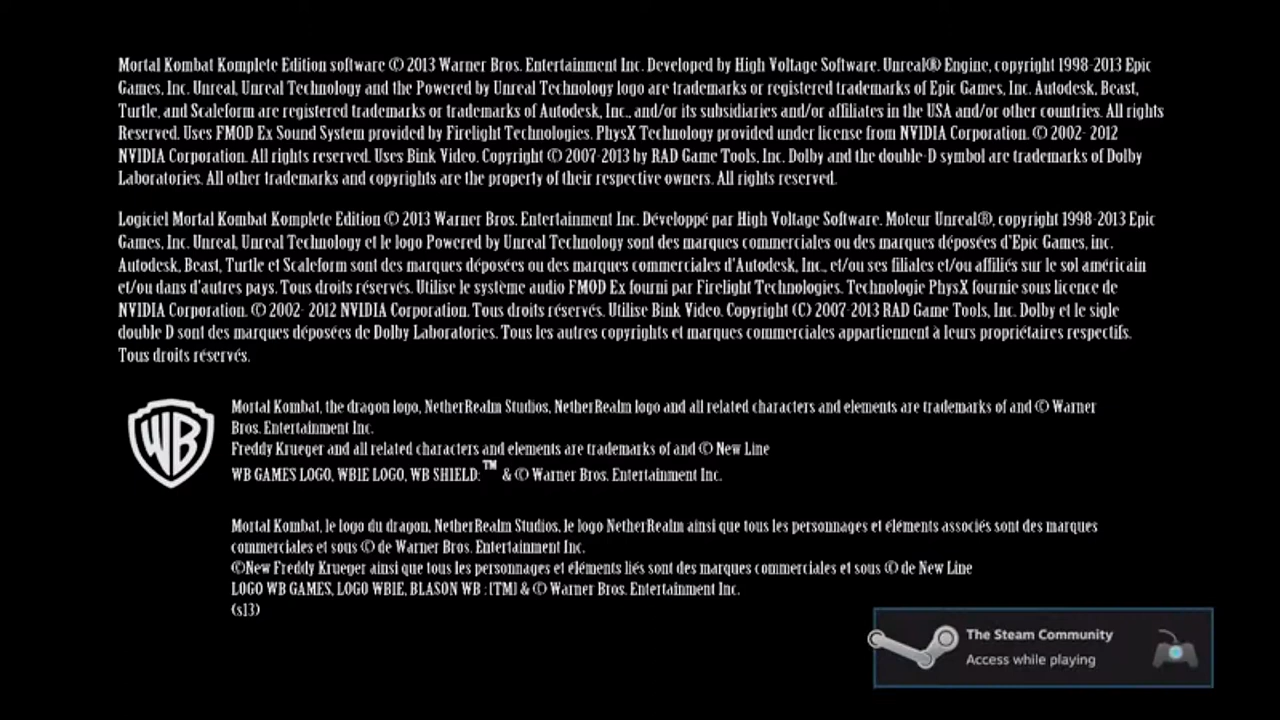 Mortal Kombat Komplete Edition software © 2013 Warner Bros. Entertainment Inc. Developed by High Voltage Software. Unreal® Engine, copyright 1998-2013 Epic
Games, Inc. Unreal, Unreal Technology and the Powered by Unreal Technology logo are trademarks or registered trademarks of Epic Games, Inc. Autodesk, Beast,
Turtle, and Scaleform are registered trademarks or trademarks of Autodesk, Inc., and/or its subsidiaries and/or affiliates in the USA and/or other countries. All rights
Reserved. Uses FMOD Ex Sound System provided by Firelight Technologies. PhysX Technology provided under license from NVIDIA Corporation. © 2002- 2012
NVIDIA Corporation. All rights reserved. Uses Bink Video. Copyright © 2007-2013 by RAD Game Tools, Inc. Dolby and the double-D symbol are trademarks of Dolby
Laboratories. All other trademarks and copyrights are the property of their respective owners. All rights reserved.
Logiciel Mortal Kombat Komplete Edition © 2013 Warner Bros. Entertainment Inc. Développé par High Voltage Software. Moteur Unreal®, copyright 1998-2013 Epic
Games, Inc. Unreal, Unreal Technology et le logo Powered by Unreal Technology sont des marques commerciales ou des marques déposées d'Epic Games, inc.
Autodesk, Beast, Turtle et Scaleform sont des marques déposées ou des marques commerciales d'Autodesk, Inc., et/ou ses filiales et/ou affiliés sur le sol américain
et/ou dans d'autres pays. Tous droits réservés. Utilise le système audio FMOD Ex fourni par Firelight Technologies. Technologie PhysX fournie sous licence de
NVIDIA Corporation. © 2002- 2012 NVIDIA Corporation. Tous droits réservés. Utilise Bink Video. Copyright (C) 2007-2013 RAD Game Tools, Inc. Dolby et le sigle
double D sont des marques déposées de Dolby Laboratories. Tous les autres copyrights et marques commerciales appartiennent à leurs propriétaires respectifs.
Tous droits réservés.
WB
Mortal Kombat, the dragon logo, NetherRealm Studios, NetherRealm logo and all related characters and elements are trademarks of and © Warner
Bros. Entertainment Inc.
Freddy Krueger and all related characters and elements are trademarks of and © New Line
WB GAMES LOGO, WBIE LOGO, WB SHIELD: ™ & © Warner Bros. Entertainment Inc.
Mortal Kombat, le logo du dragon, NetherRealm Studios, le logo NetherRealm ainsi que tous les personnages et éléments associés sont des marques
commerciales et sous © de Warner Bros. Entertainment Inc.
©New Freddy Krueger ainsi que tous les personnages et éléments liés sont des marques commerciales et sous © de New Line
LOGO WB GAMES, LOGO WBIE, BLASON WB : [TM] & © Warner Bros. Entertainment Inc.
(s13)
The Steam Community
Access while playing